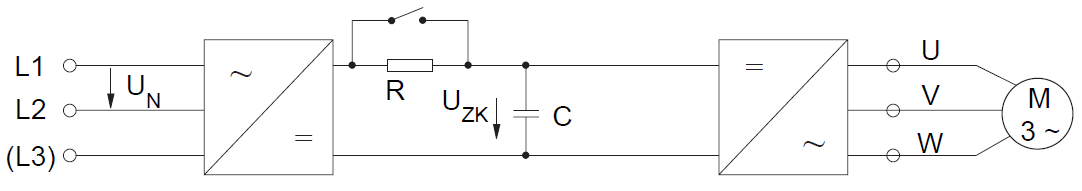 L1
L2
(L3)
U_N
~
=
R
U_ZK
C
=
~
U
V
W
M
3 ~